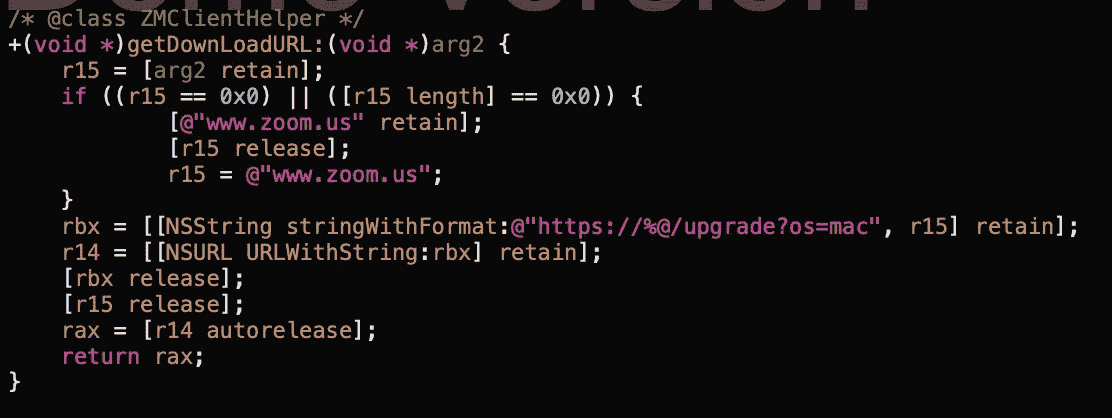 Demo Version
/* @class ZMClientHelper */
+(void *)getDownLoadURL:(void *)arg2 {
    r15 = [arg2 retain];
    if ((r15 == 0x0) || ([r15 length] == 0x0)) {
            [@"www.zoom.us" retain];
            [r15 release];
            r15 = @"www.zoom.us";
    }
    rbx = [[NSString stringWithFormat:@"https://%@/upgrade?os=mac", r15] retain];
    r14 = [[NSURL URLWithString:rbx] retain];
    [rbx release];
    [r15 release];
    rax = [r14 autorelease];
    return rax;
}